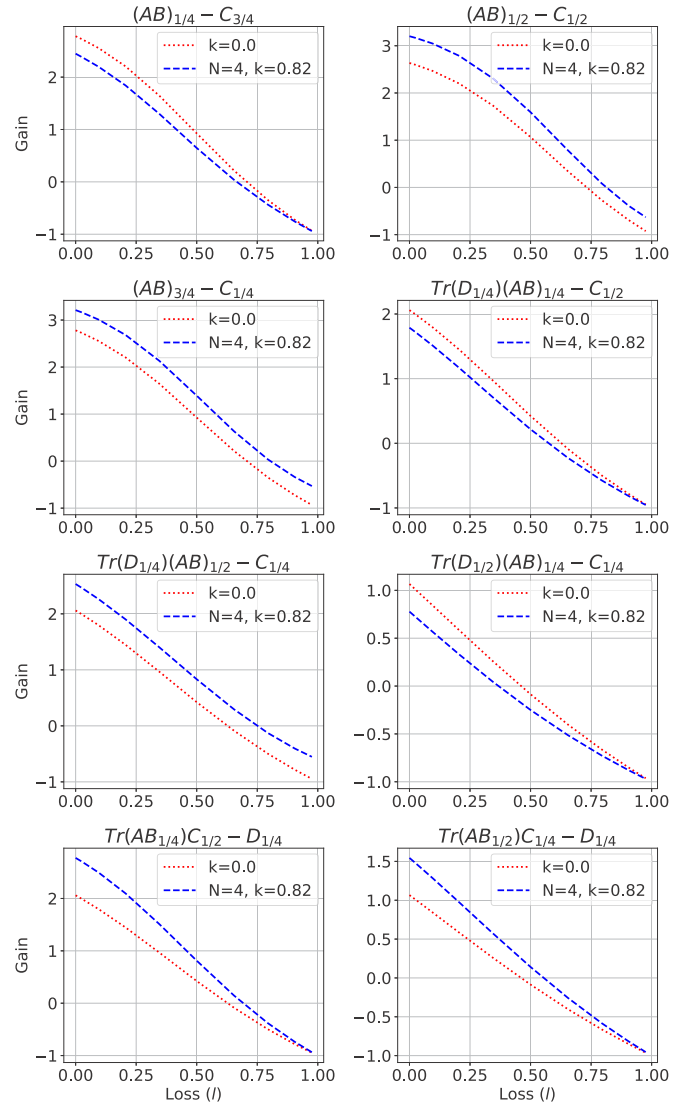 (AB)1/4 − C3/4
k=0.0
N=4, k=0.82
Gain
2
1
0
−1
0.00 0.25 0.50 0.75 1.00
(AB)1/2 − C1/2
k=0.0
N=4, k=0.82
3
2
1
0
−1
0.00 0.25 0.50 0.75 1.00
(AB)3/4 − C1/4
k=0.0
N=4, k=0.82
Gain
3
2
1
0
−1
0.00 0.25 0.50 0.75 1.00
Tr(D1/4)(AB)1/4 − C1/2
k=0.0
N=4, k=0.82
2
1
0
−1
0.00 0.25 0.50 0.75 1.00
Tr(D1/4)(AB)1/2 − C1/4
k=0.0
N=4, k=0.82
Gain
2
1
0
−1
0.00 0.25 0.50 0.75 1.00
Tr(D1/2)(AB)1/4 − C1/4
k=0.0
N=4, k=0.82
1.0
0.5
0.0
−0.5
−1.0
0.00 0.25 0.50 0.75 1.00
Tr(AB1/4)C1/2 − D1/4
k=0.0
N=4, k=0.82
Gain
2
1
0
−1
0.00 0.25 0.50 0.75 1.00
Loss (l)
Tr(AB1/2)C1/4 − D1/4
k=0.0
N=4, k=0.82
1.5
1.0
0.5
0.0
−0.5
−1.0
0.00 0.25 0.50 0.75 1.00
Loss (l)